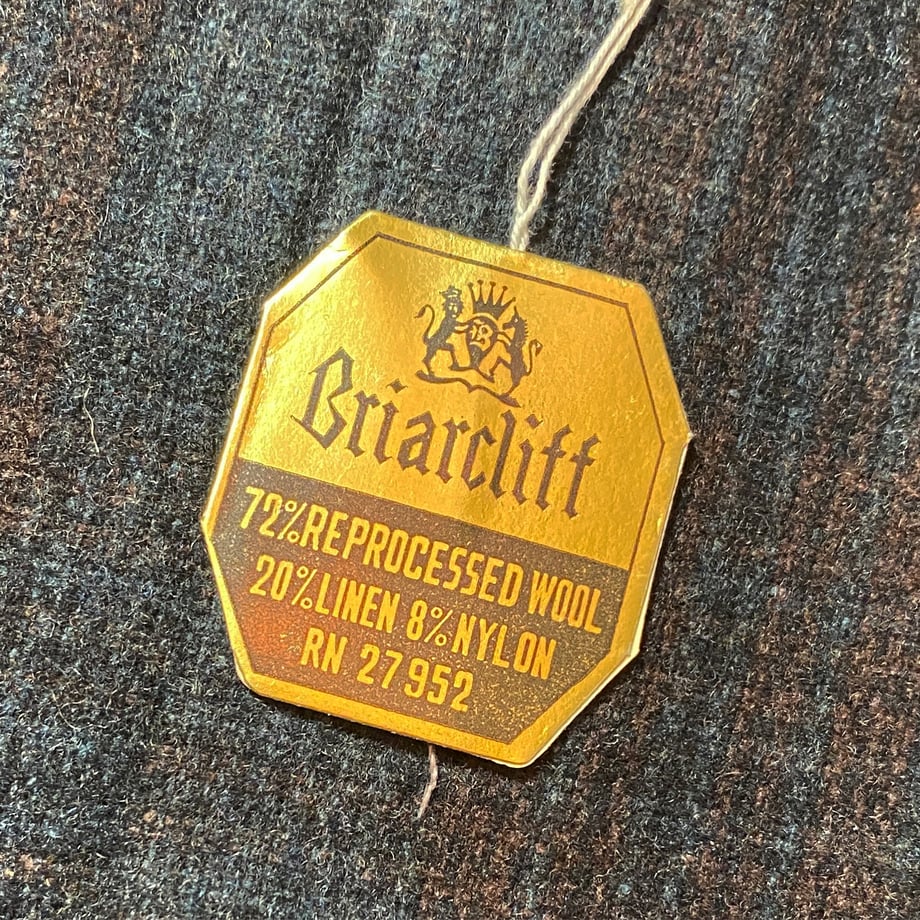 B
Briarcliff
72% REPROCESSED WOOL
20% LINEN 8% NYLON
RN 27952